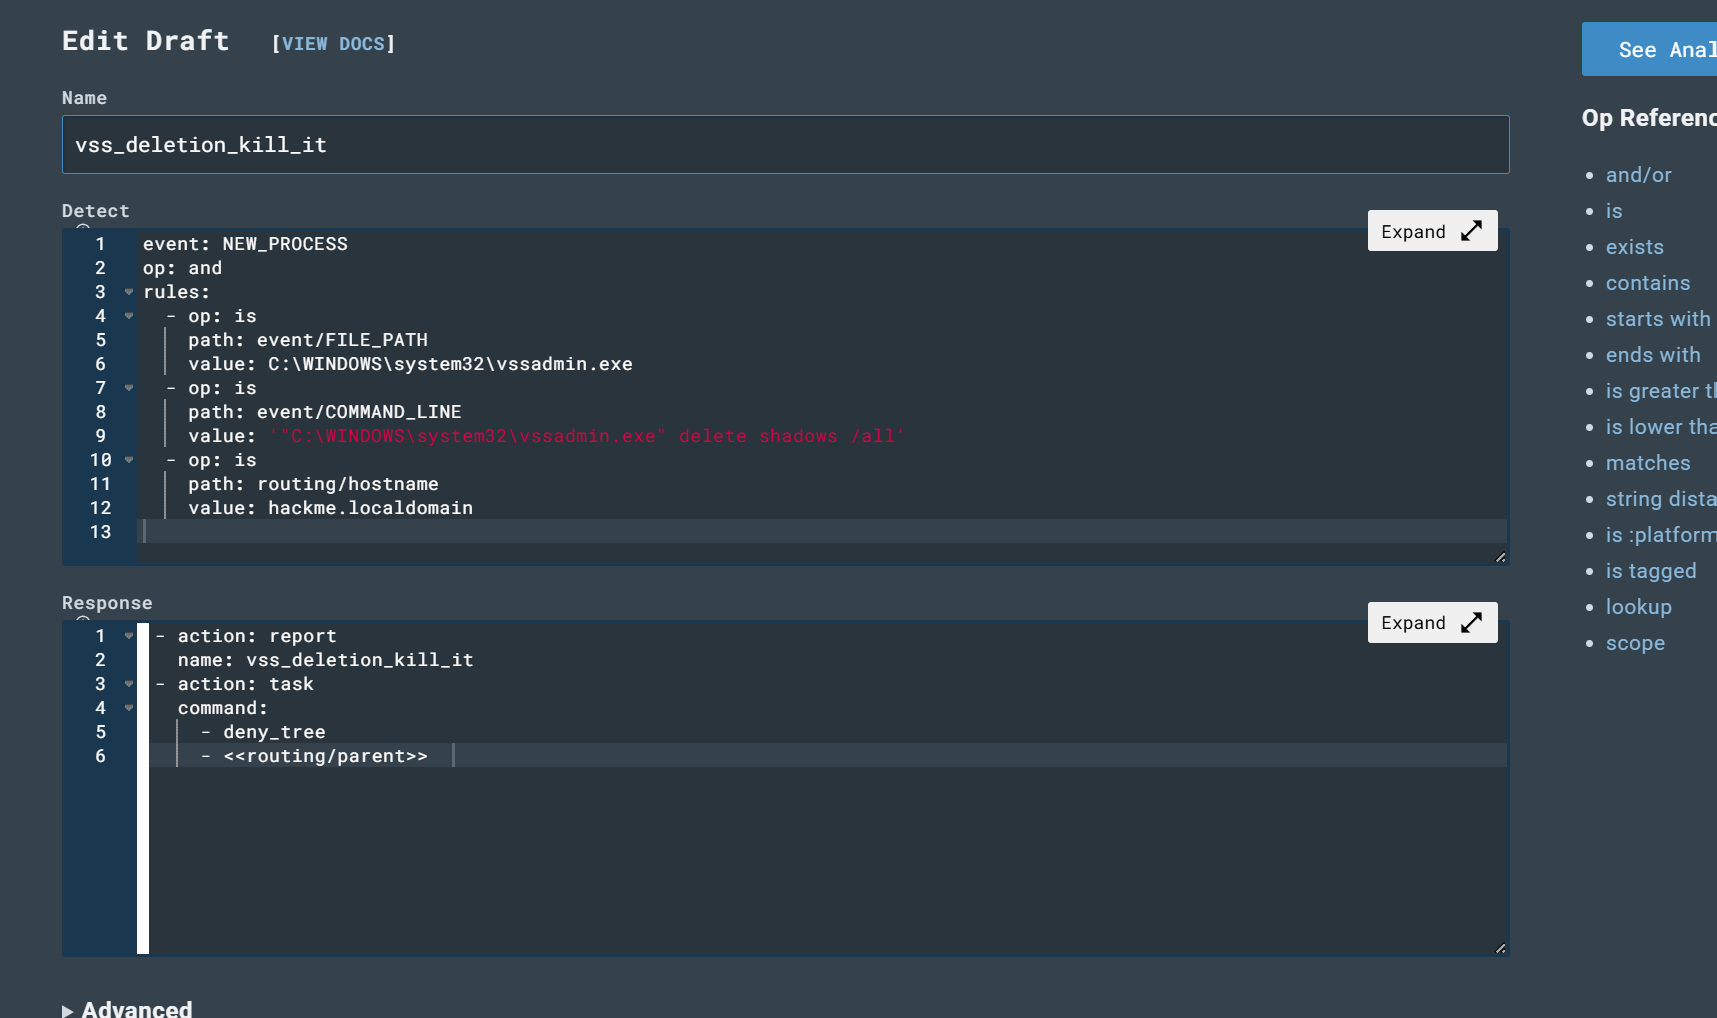 Edit Draft [VIEW DOCS]
Name
vss_deletion_kill_it
Detect
Expand
1 event: NEW_PROCESS
2 op: and
3 rules:
4 - op: is
5 path: event/FILE_PATH
6 value: C:\WINDOWS\system32\vssadmin.exe
7 - op: is
8 path: event/COMMAND_LINE
9 value: '"C:\WINDOWS\system32\vssadmin.exe" delete shadows /all'
10 - op: is
11 path: routing/hostname
12 value: hackme.localdomain
13
Response
Expand
1 - action: report
2 name: vss_deletion_kill_it
3 - action: task
4 command:
5 - deny_tree
6 - <<routing/parent>>
Advanced
See Anal
Op Referenc
and/or
is
exists
contains
starts with
ends with
is greater t
is lower tha
matches
string dista
is :platform
is tagged
lookup
scope